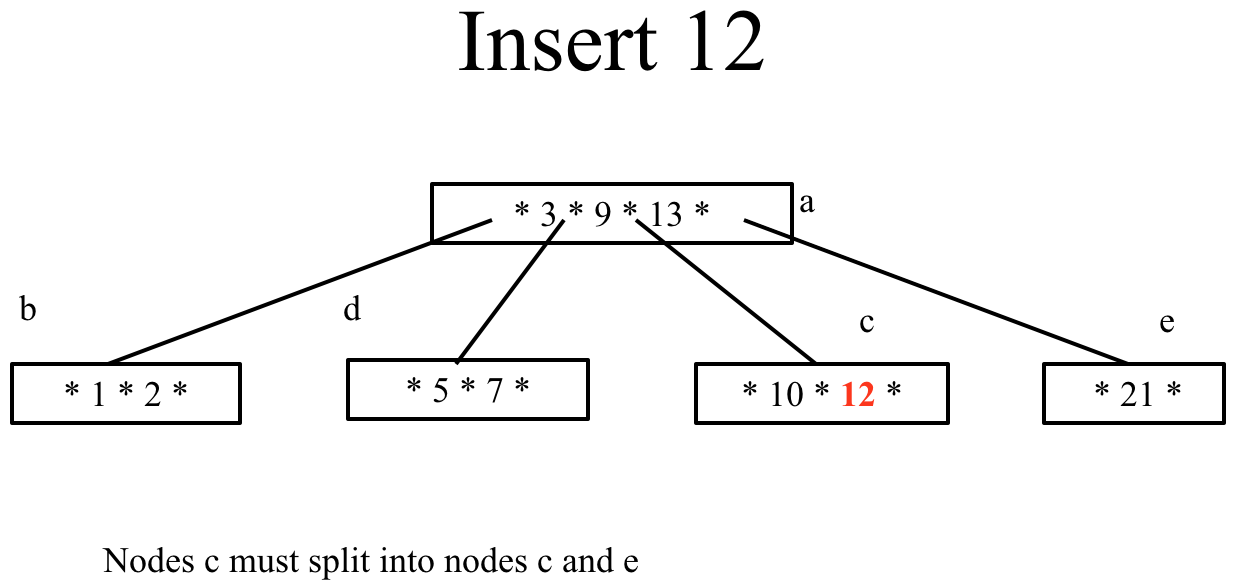 Insert 12
* 3 * 9 * 13 *
a
b
d
c
e
* 1 * 2 *
* 5 * 7 *
* 10 * 12 *
* 21 *
Nodes c must split into nodes c and e